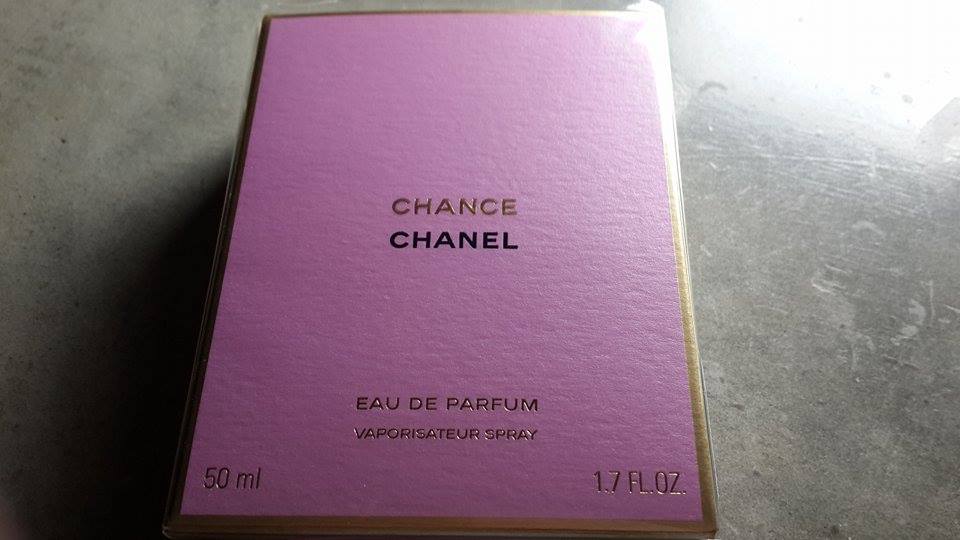 CHANCE
CHANEL
EAU DE PARFUM
VAPORISATEUR SPRAY
50 ml 1.7 FL.OZ.